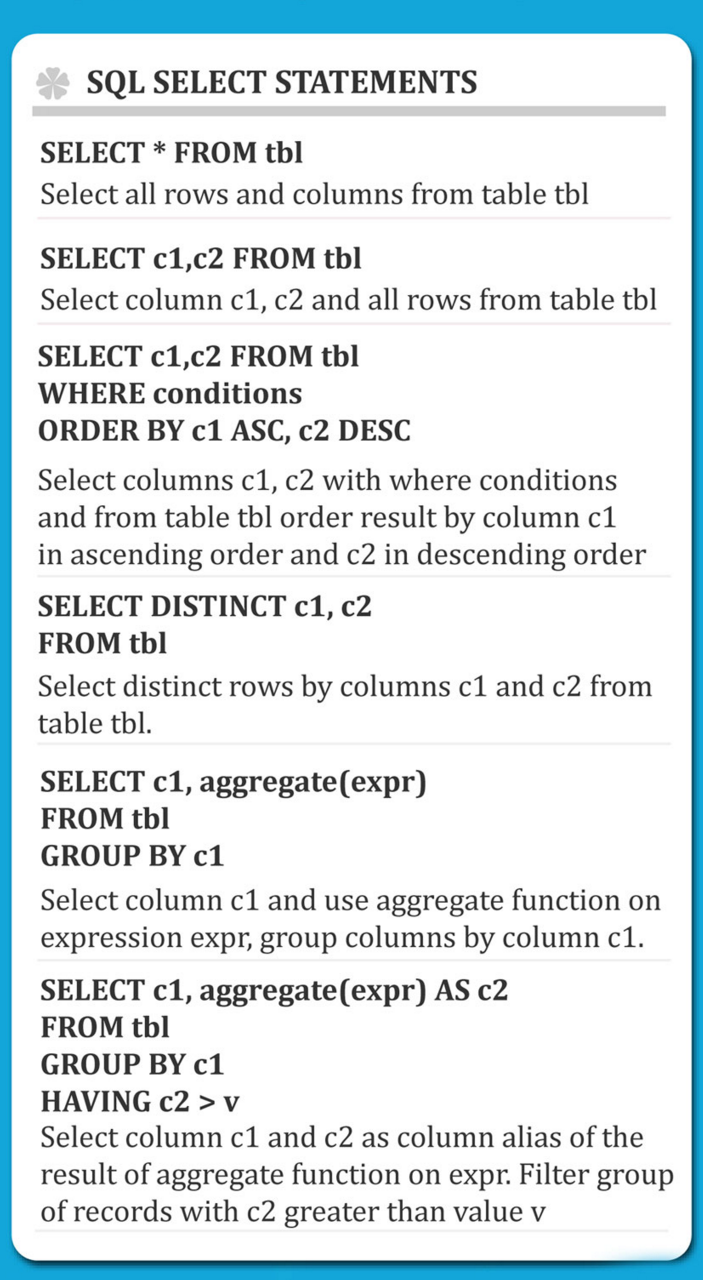 SQL SELECT STATEMENTS
SELECT * FROM tbl
Select all rows and columns from table tbl
SELECT c1,c2 FROM tbl
Select column c1, c2 and all rows from table tbl
SELECT c1,c2 FROM tbl
WHERE conditions
ORDER BY c1 ASC, c2 DESC
Select columns c1, c2 with where conditions
and from table tbl order result by column c1
in ascending order and c2 in descending order
SELECT DISTINCT c1, c2
FROM tbl
Select distinct rows by columns c1 and c2 from
table tbl.
SELECT c1, aggregate(expr)
FROM tbl
GROUP BY c1
Select column c1 and use aggregate function on
expression expr, group columns by column c1.
SELECT c1, aggregate(expr) AS c2
FROM tbl
GROUP BY c1
HAVING c2 > v
Select column c1 and c2 as column alias of the
result of aggregate function on expr. Filter group
of records with c2 greater than value v